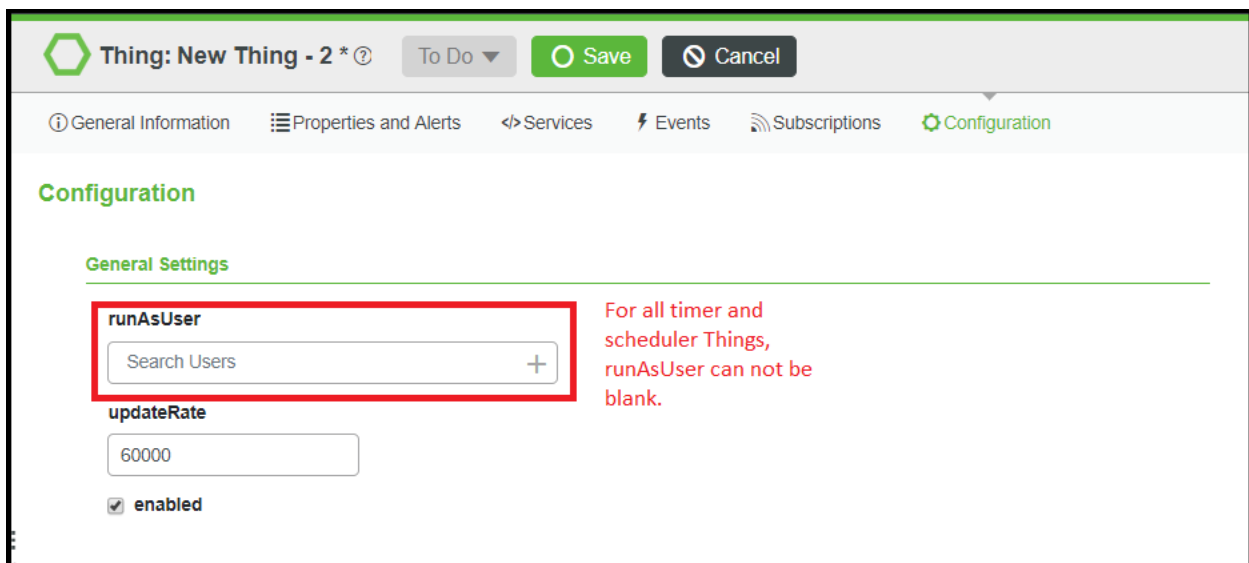 Thing: New Thing - 2 * ? To Do Save Cancel
General Information Properties and Alerts </> Services Events Subscriptions Configuration
Configuration
General Settings
runAsUser
Search Users
For all timer and
scheduler Things,
runAsUser can not be
blank.
updateRate
60000
enabled